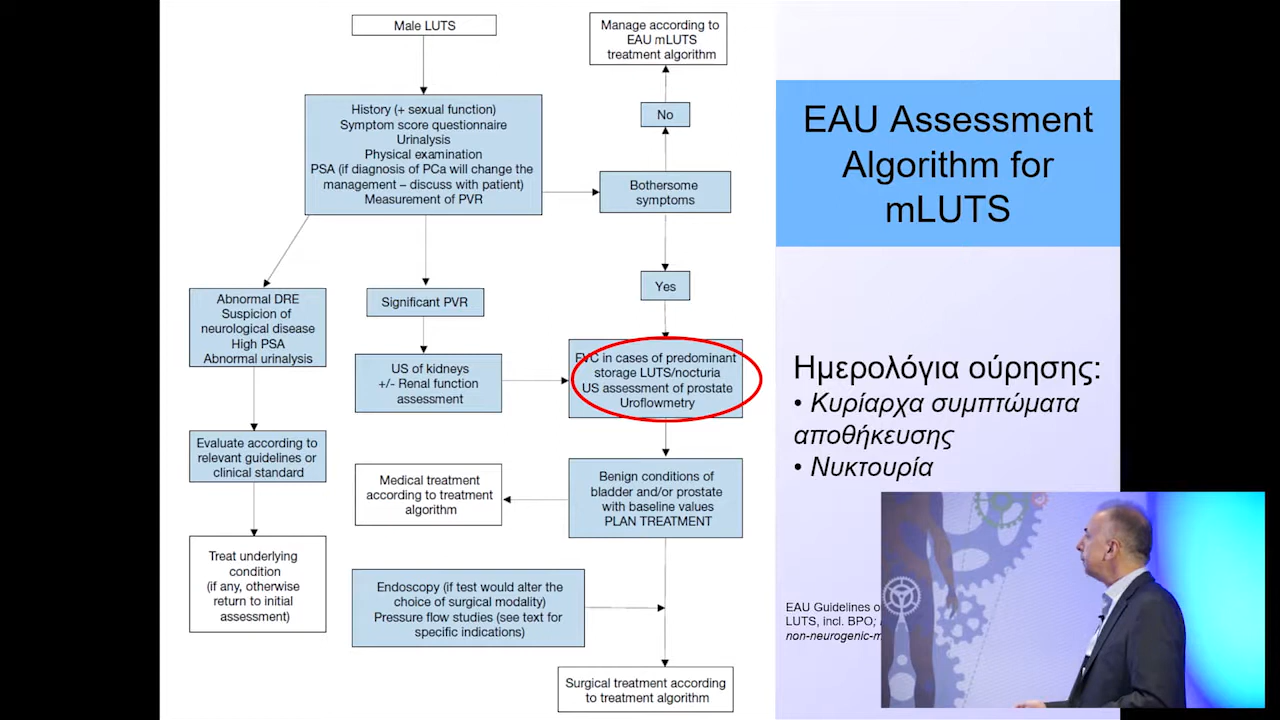 Male LUTS
Manage according to
EAU mLUTS
treatment algorithm
History (+ sexual function)
Symptom score questionnaire
Urinalysis
Physical examination
PSA (if diagnosis of PCa will change the
management – discuss with patient)
Measurement of PVR
No
Bothersome
symptoms
Yes
Abnormal DRE
Suspicion of
neurological disease
High PSA
Abnormal urinalysis
Significant PVR
US of kidneys
+/- Renal function
assessment
FVC in cases of predominant
storage LUTS/nocturia
US assessment of prostate
Uroflowmetry
Evaluate according to
relevant guidelines or
clinical standard
Medical treatment
according to treatment
algorithm
Benign conditions of
bladder and/or prostate
with baseline values
PLAN TREATMENT
Treat underlying
condition
(if any, otherwise
return to initial
assessment)
Endoscopy (if test would alter the
choice of surgical modality)
Pressure flow studies (see text for
specific indications)
Surgical treatment according
to treatment algorithm
EAU Assessment
Algorithm for
mLUTS
Ημερολόγια ούρησης:
• Κυρίαρχα συμπτώματα
αποθήκευσης
• Νυκτουρία
EAU Guidelines o
LUTS, incl. BPO;
non-neurogenic-m